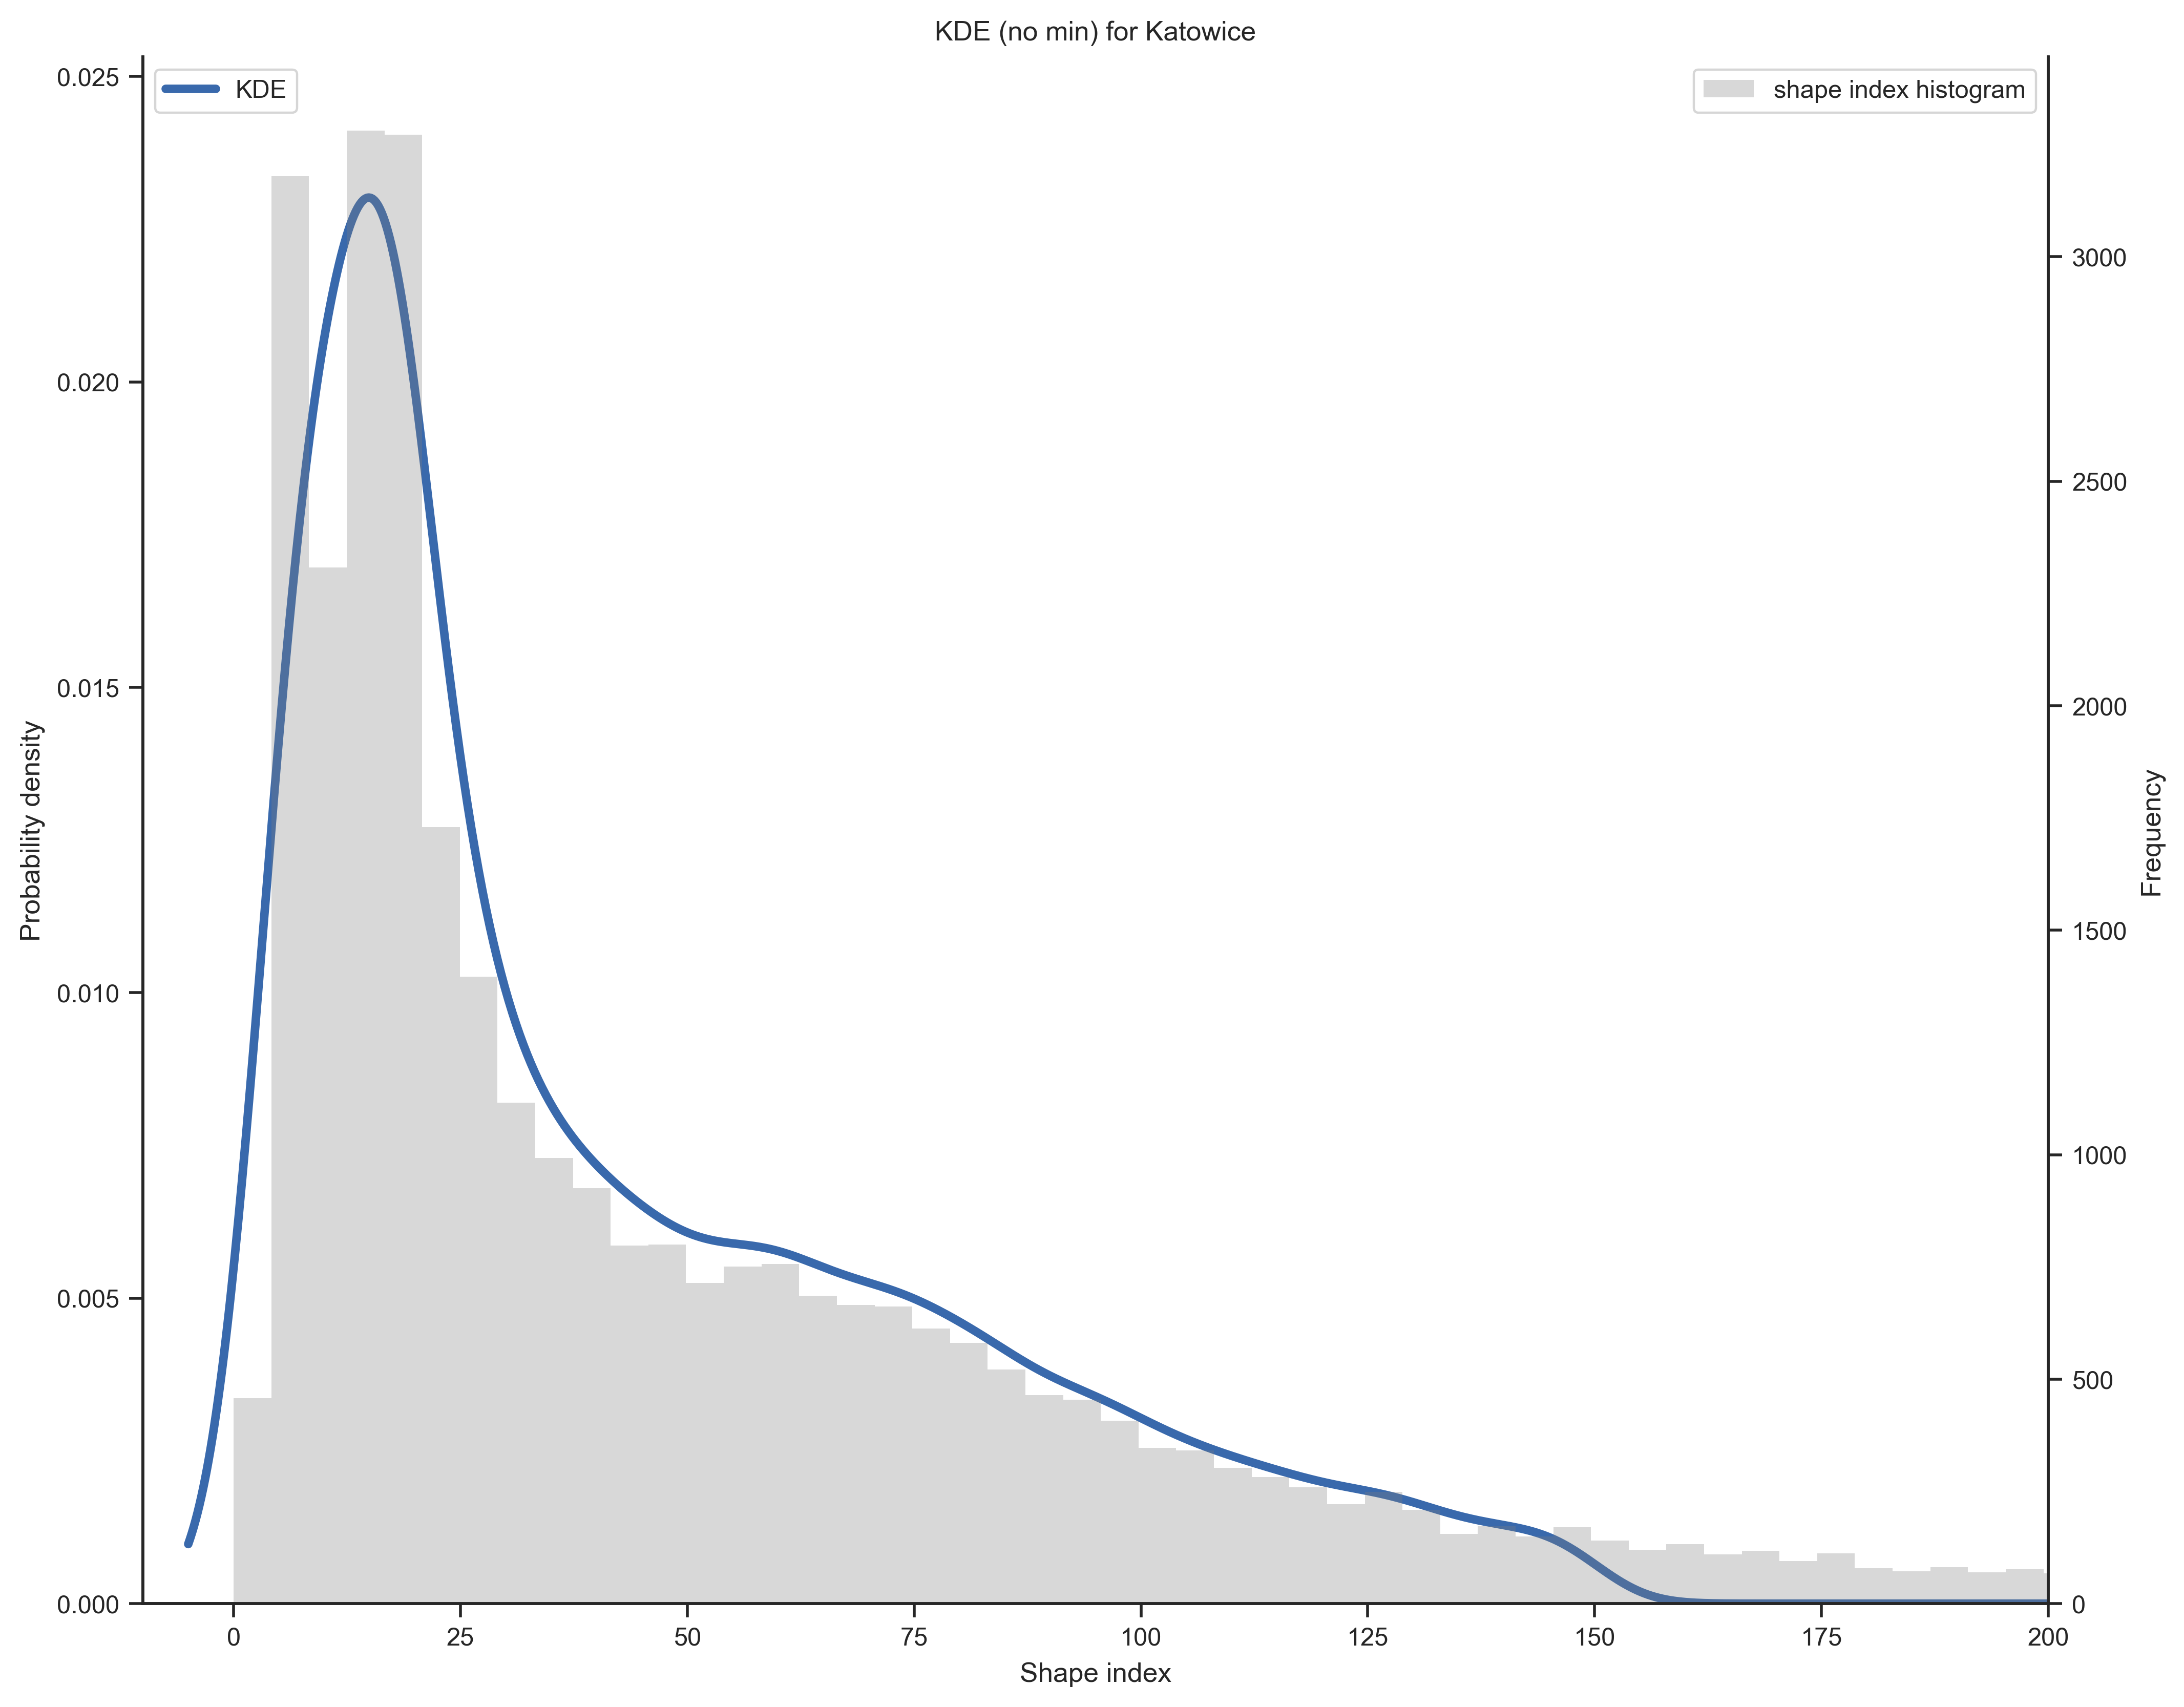 KDE (no min) for Katowice
KDE
shape index histogram
0.025
0.020
0.015
0.010
0.005
0.000
Probability density
3000
2500
2000
1500
1000
500
0
Frequency
0 25 50 75 100 125 150 175 200
Shape index